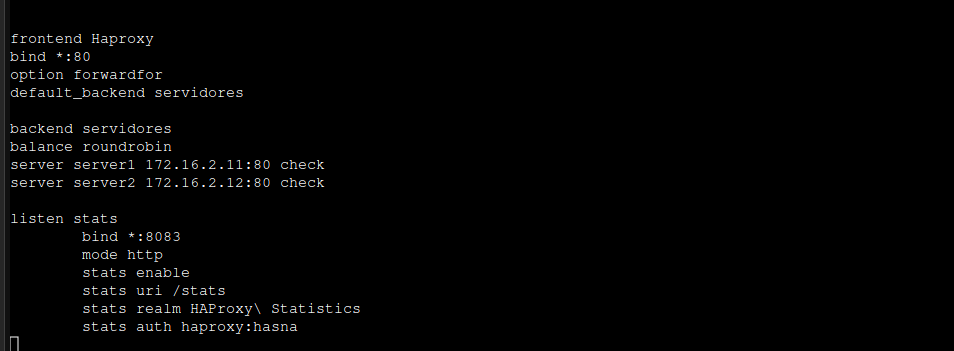 frontend Haproxy
bind *:80
option forwardfor
default_backend servidores
backend servidores
balance roundrobin
server server1 172.16.2.11:80 check
server server2 172.16.2.12:80 check
listen stats
bind *:8083
mode http
stats enable
stats uri /stats
stats realm HAProxy\ Statistics
stats auth haproxy:hasna